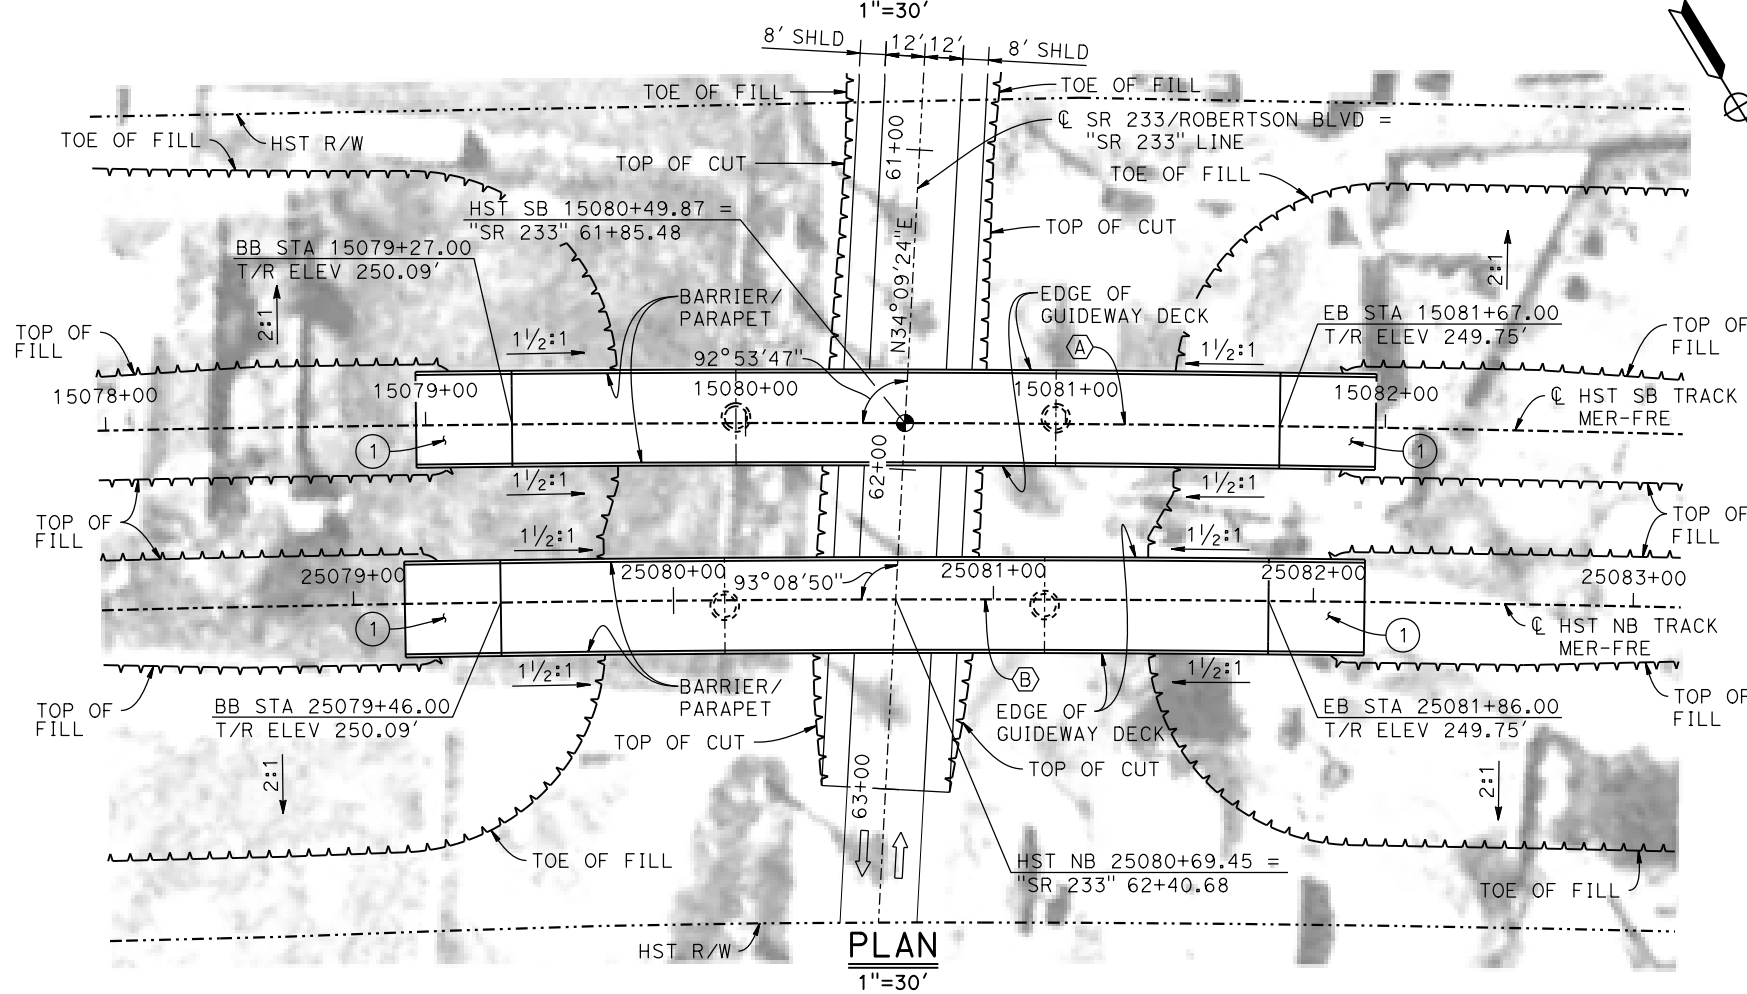 1"=30'
8' SHLD
12'
12'
8' SHLD
TOE OF FILL
TOE OF FILL
℄ SR 233/ROBERTSON BLVD =
"SR 233" LINE
TOE OF FILL
HST R/W
TOP OF CUT
61+00
TOE OF FILL
HST SB 15080+49.87 =
"SR 233" 61+85.48
TOP OF CUT
BB STA 15079+27.00
T/R ELEV 250.09'
N34°09'24"E
2:1
2:1
BARRIER/
PARAPET
EDGE OF
GUIDEWAY DECK
EB STA 15081+67.00
T/R ELEV 249.75'
TOP OF
FILL
TOP OF
FILL
1½:1
92°53'47"
A
1½:1
15078+00
15079+00
15080+00
15081+00
15082+00
℄ HST SB TRACK
MER-FRE
1
1
62+00
1½:1
1½:1
TOP OF
FILL
TOP OF
FILL
1½:1
1½:1
25079+00
25080+00
93°08'50"
25081+00
25082+00
25083+00
1
1
℄ HST NB TRACK
MER-FRE
1½:1
1½:1
BARRIER/
PARAPET
B
TOP OF
FILL
BB STA 25079+46.00
T/R ELEV 250.09'
EDGE OF
GUIDEWAY DECK
EB STA 25081+86.00
T/R ELEV 249.75'
TOP OF
FILL
TOP OF CUT
TOP OF CUT
2:1
63+00
2:1
TOE OF FILL
HST NB 25080+69.45 =
"SR 233" 62+40.68
TOE OF FILL
HST R/W
PLAN
1"=30'